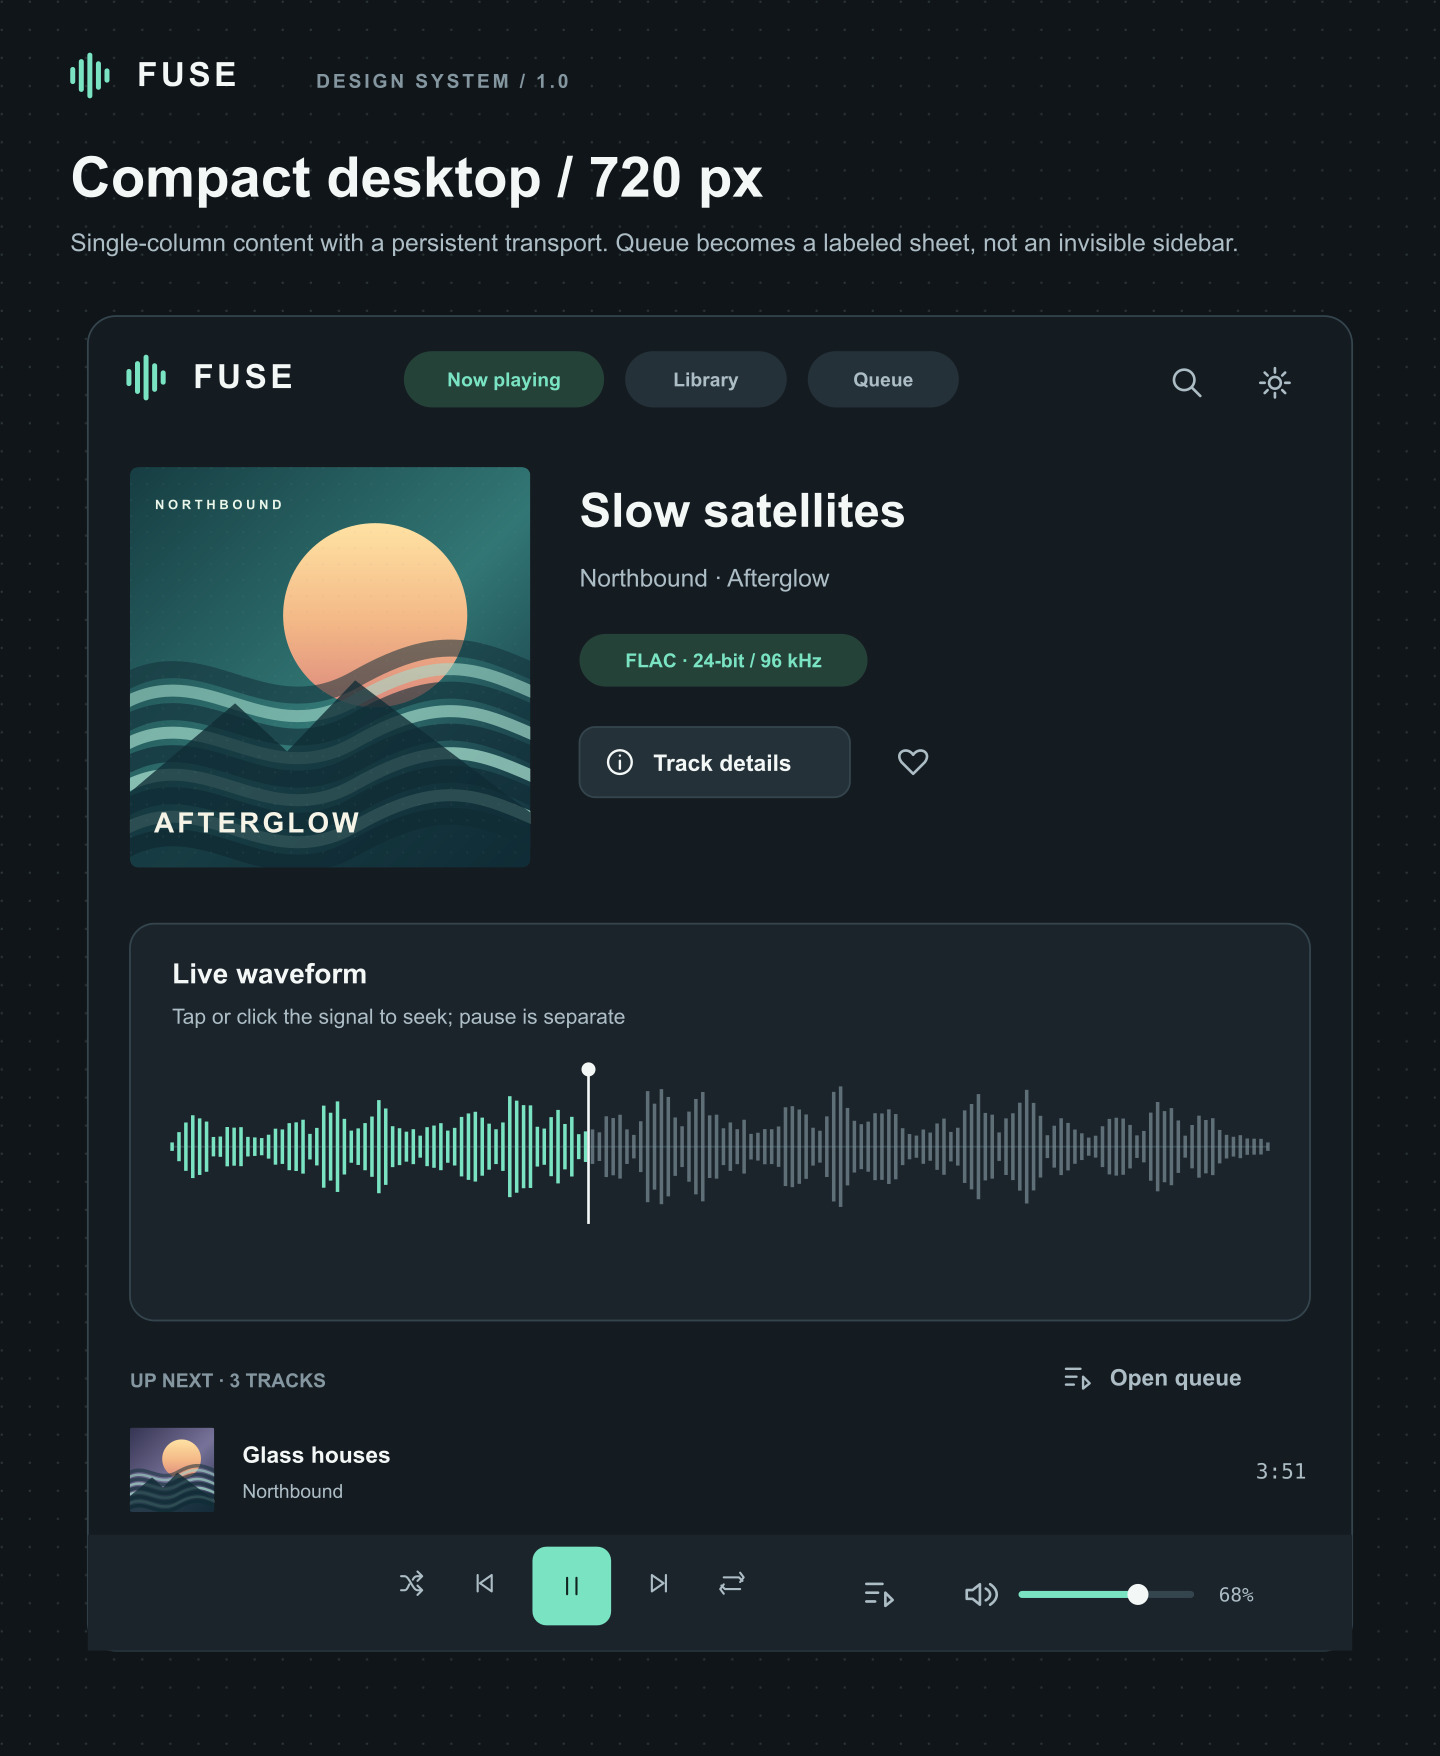 FUSE
DESIGN SYSTEM / 1.0
Compact desktop / 720 px
Single-column content with a persistent transport. Queue becomes a labeled sheet, not an invisible sidebar.
FUSE
Now playing
Library
Queue
NORTHBOUND
AFTERGLOW
Slow satellites
Northbound · Afterglow
FLAC · 24-bit / 96 kHz
Track details
Live waveform
Tap or click the signal to seek; pause is separate
UP NEXT · 3 TRACKS
Open queue
Glass houses
Northbound
3:51
68%